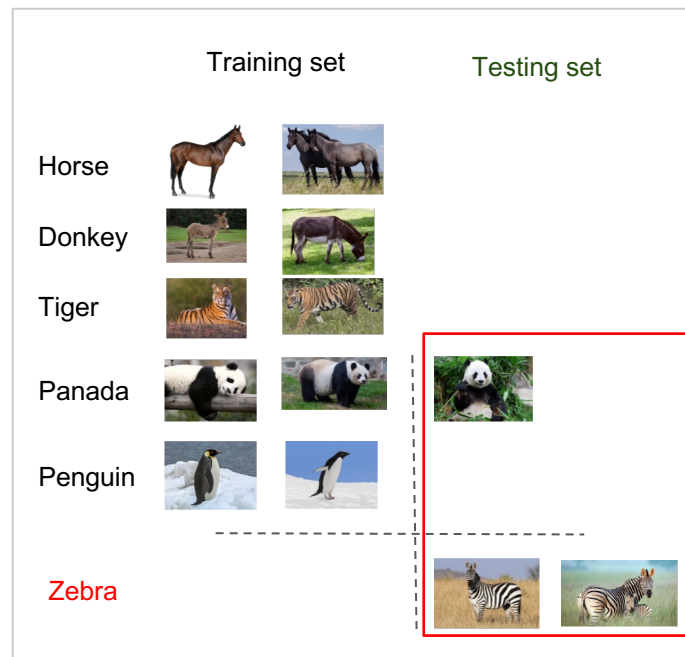 Training set
Testing set
Horse
Donkey
Tiger
Panada
Penguin
Zebra